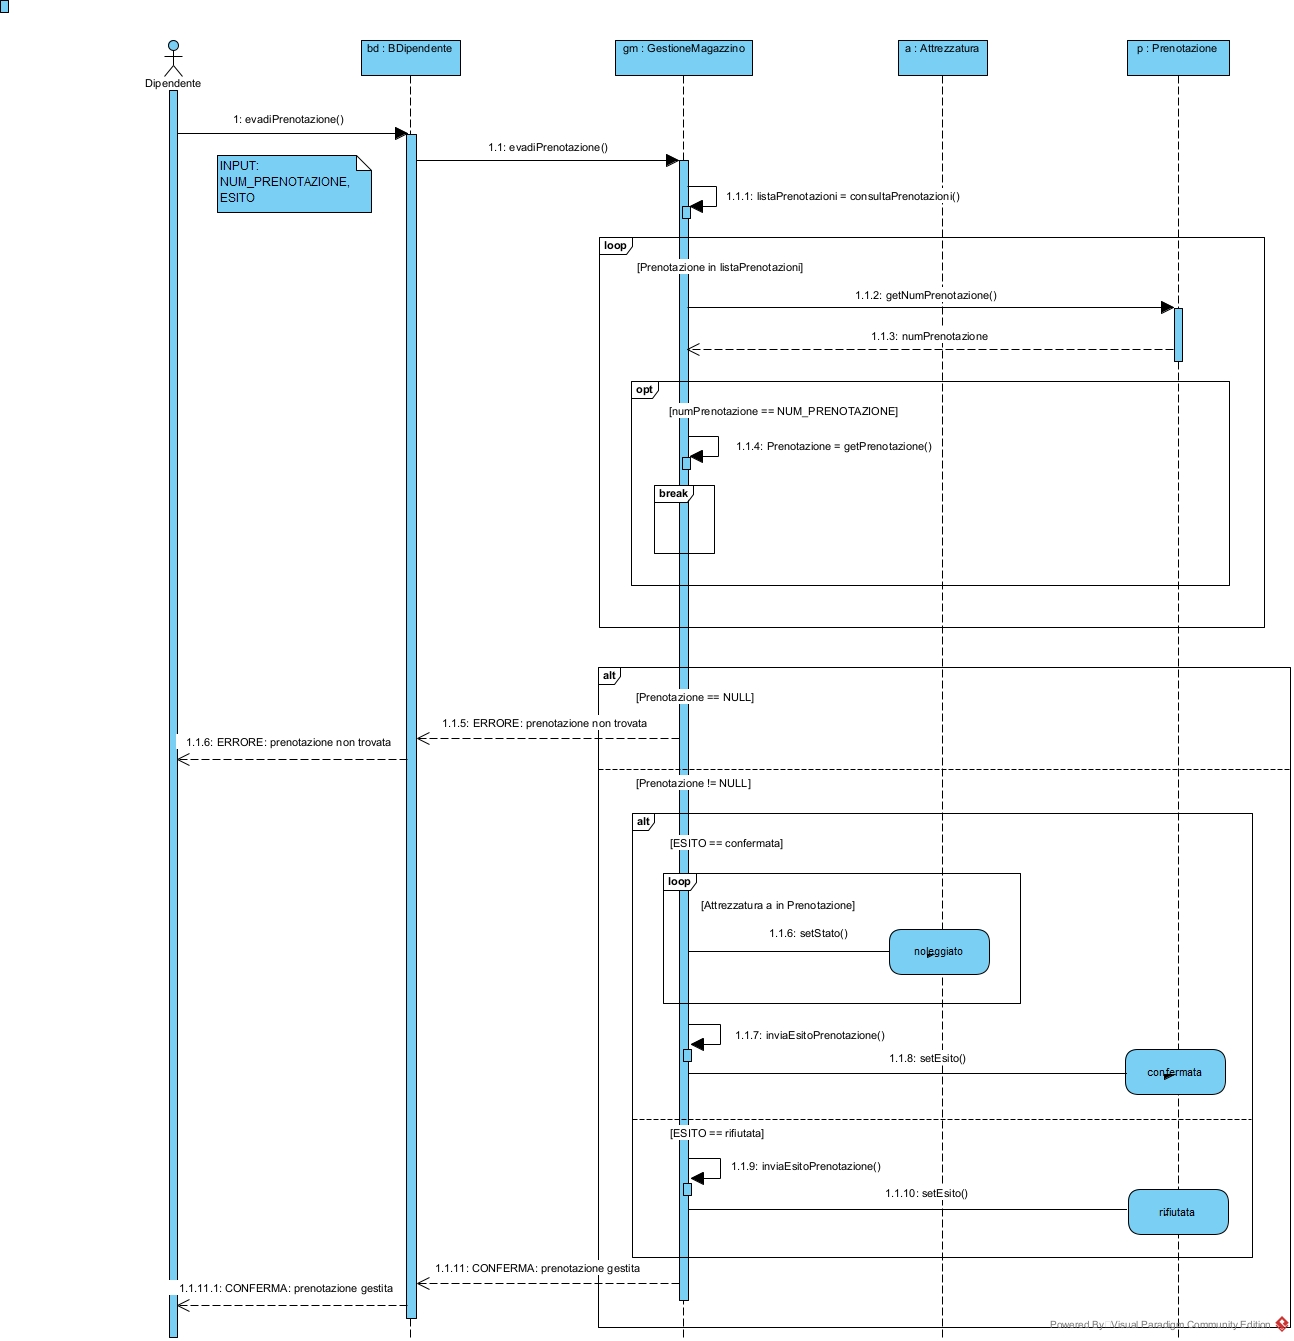 bd : BDipendente
gm : GestioneMagazzino
a : Attrezzatura
p : Prenotazione
Dipendente
1: evadiPrenotazione()
1.1: evadiPrenotazione()
INPUT:
NUM_PRENOTAZIONE,
ESITO
1.1.1: listaPrenotazioni = consultaPrenotazioni()
loop
[Prenotazione in listaPrenotazioni]
1.1.2: getNumPrenotazione()
1.1.3: numPrenotazione
opt
[numPrenotazione == NUM_PRENOTAZIONE]
1.1.4: Prenotazione = getPrenotazione()
break
alt
[Prenotazione == NULL]
1.1.5: ERRORE: prenotazione non trovata
1.1.6: ERRORE: prenotazione non trovata
[Prenotazione != NULL]
alt
[ESITO == confermata]
loop
[Attrezzatura a in Prenotazione]
1.1.6: setStato()
noleggiato
1.1.7: inviaEsitoPrenotazione()
1.1.8: setEsito()
confermata
[ESITO == rifiutata]
1.1.9: inviaEsitoPrenotazione()
1.1.10: setEsito()
rifiutata
1.1.11: CONFERMA: prenotazione gestita
1.1.11.1: CONFERMA: prenotazione gestita
Powered By Visual Paradigm Community Edition